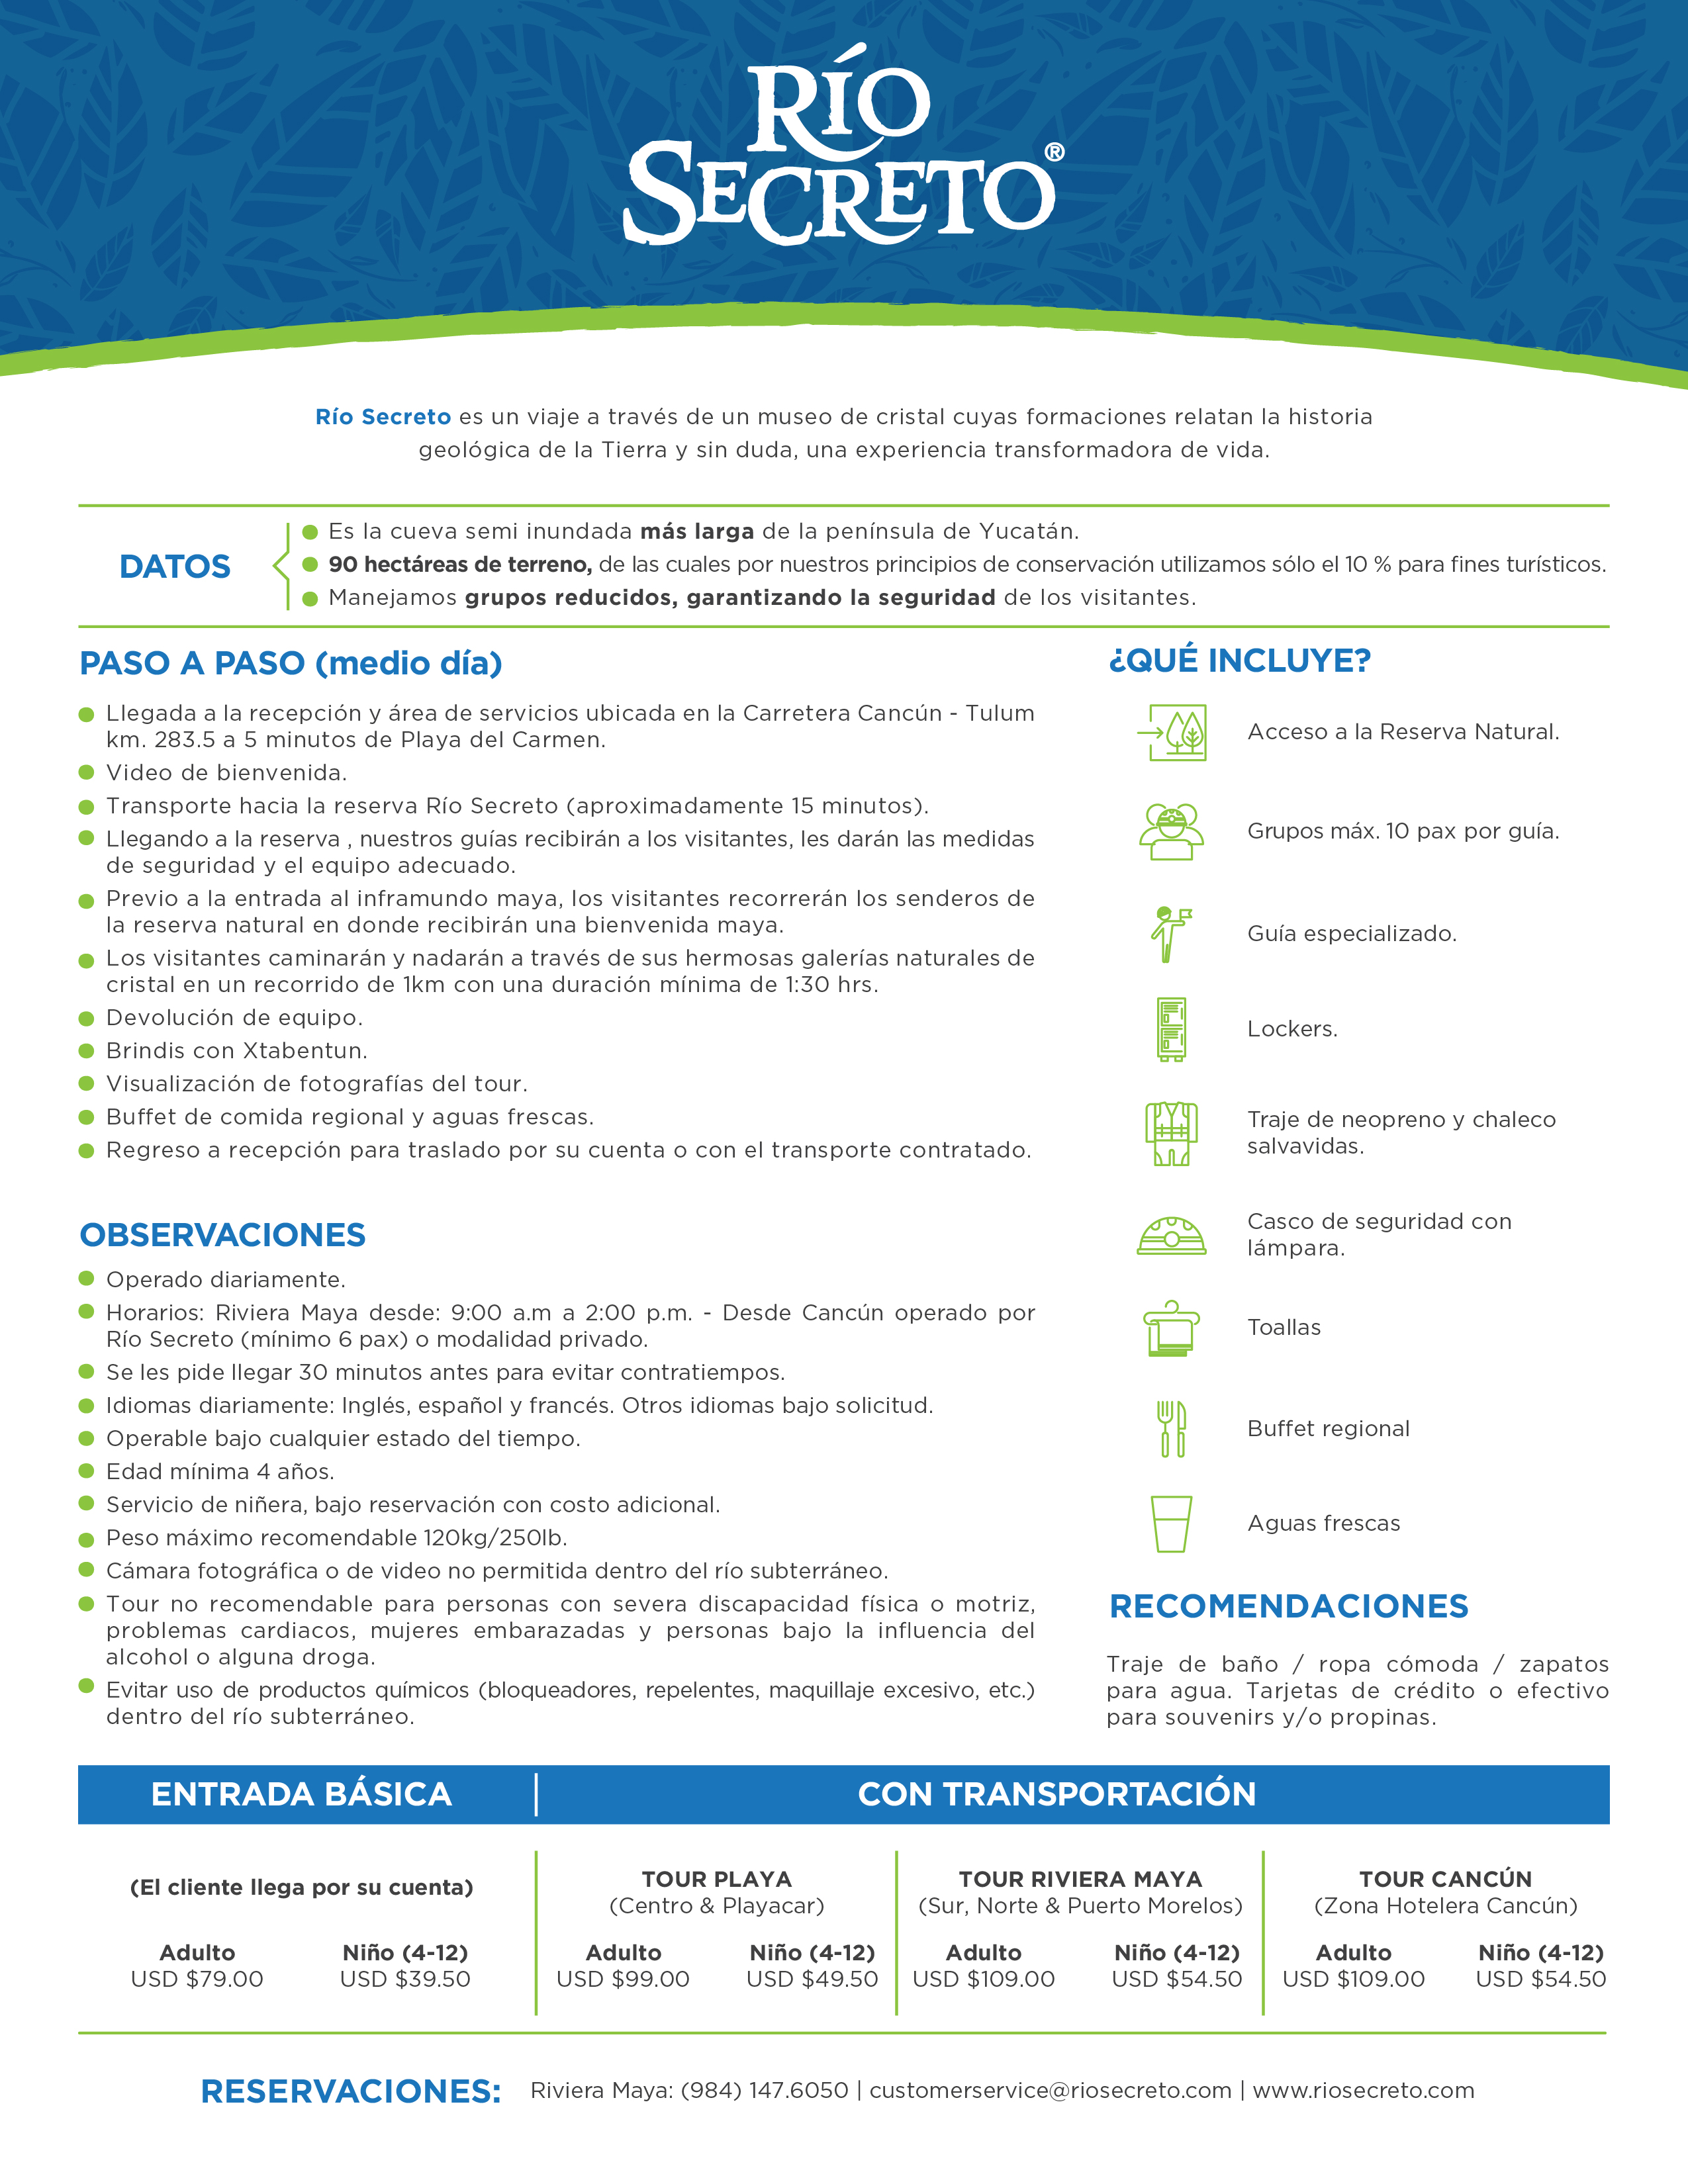 RÍO
SECRETO®
Río Secreto es un viaje a través de un museo de cristal cuyas formaciones relatan la historia
geológica de la Tierra y sin duda, una experiencia transformadora de vida.
DATOS
Es la cueva semi inundada más larga de la península de Yucatán.
90 hectáreas de terreno, de las cuales por nuestros principios de conservación utilizamos sólo el 10 % para fines turísticos.
Manejamos grupos reducidos, garantizando la seguridad de los visitantes.
PASO A PASO (medio día)
Llegada a la recepción y área de servicios ubicada en la Carretera Cancún - Tulum
km. 283.5 a 5 minutos de Playa del Carmen.
Video de bienvenida.
Transporte hacia la reserva Río Secreto (aproximadamente 15 minutos).
Llegando a la reserva , nuestros guías recibirán a los visitantes, les darán las medidas
de seguridad y el equipo adecuado.
Previo a la entrada al inframundo maya, los visitantes recorrerán los senderos de
la reserva natural en donde recibirán una bienvenida maya.
Los visitantes caminarán y nadarán a través de sus hermosas galerías naturales de
cristal en un recorrido de 1km con una duración mínima de 1:30 hrs.
Devolución de equipo.
Brindis con Xtabentun.
Visualización de fotografías del tour.
Buffet de comida regional y aguas frescas.
Regreso a recepción para traslado por su cuenta o con el transporte contratado.
OBSERVACIONES
Operado diariamente.
Horarios: Riviera Maya desde: 9:00 a.m a 2:00 p.m. - Desde Cancún operado por
Río Secreto (mínimo 6 pax) o modalidad privado.
Se les pide llegar 30 minutos antes para evitar contratiempos.
Idiomas diariamente: Inglés, español y francés. Otros idiomas bajo solicitud.
Operable bajo cualquier estado del tiempo.
Edad mínima 4 años.
Servicio de niñera, bajo reservación con costo adicional.
Peso máximo recomendable 120kg/250lb.
Cámara fotográfica o de video no permitida dentro del río subterráneo.
Tour no recomendable para personas con severa discapacidad física o motriz,
problemas cardiacos, mujeres embarazadas y personas bajo la influencia del
alcohol o alguna droga.
Evitar uso de productos químicos (bloqueadores, repelentes, maquillaje excesivo, etc.)
dentro del río subterráneo.
¿QUÉ INCLUYE?
Acceso a la Reserva Natural.
Grupos máx. 10 pax por guía.
Guía especializado.
Lockers.
Traje de neopreno y chaleco
salvavidas.
Casco de seguridad con
lámpara.
Toallas
Buffet regional
Aguas frescas
RECOMENDACIONES
Traje de baño / ropa cómoda / zapatos
para agua. Tarjetas de crédito o efectivo
para souvenirs y/o propinas.
ENTRADA BÁSICA
CON TRANSPORTACIÓN
(El cliente llega por su cuenta)
Adulto Niño (4-12)
USD $79.00 USD $39.50
TOUR PLAYA
(Centro & Playacar)
Adulto Niño (4-12)
USD $99.00 USD $49.50
TOUR RIVIERA MAYA
(Sur, Norte & Puerto Morelos)
Adulto Niño (4-12)
USD $109.00 USD $54.50
TOUR CANCÚN
(Zona Hotelera Cancún)
Adulto Niño (4-12)
USD $109.00 USD $54.50
RESERVACIONES: Riviera Maya: (984) 147.6050 | customerservice@riosecreto.com | www.riosecreto.com